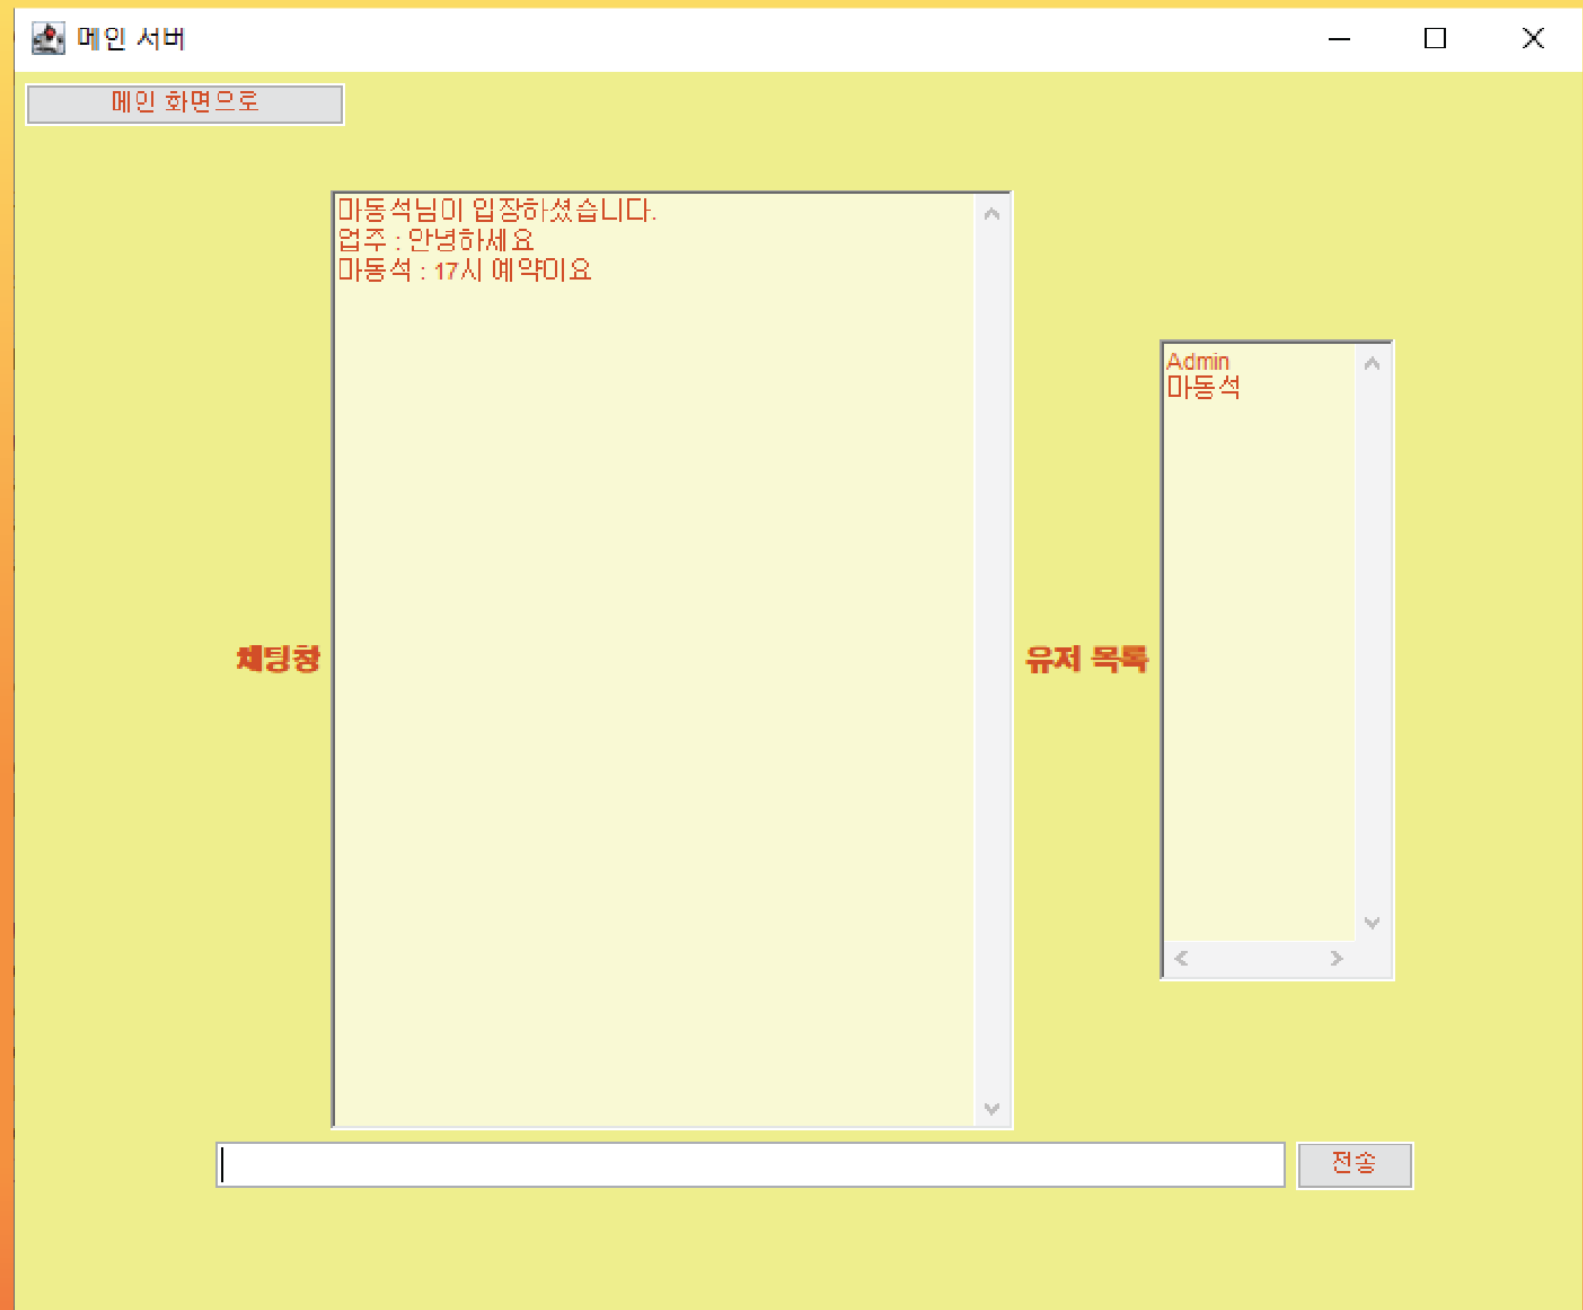 메인 서버
메인 화면으로
마동석님이 입장하셨습니다.
업주 : 안녕하세요
마동석 : 17시 예약이요
Admin
마동석
채팅창
유저 목록
전송